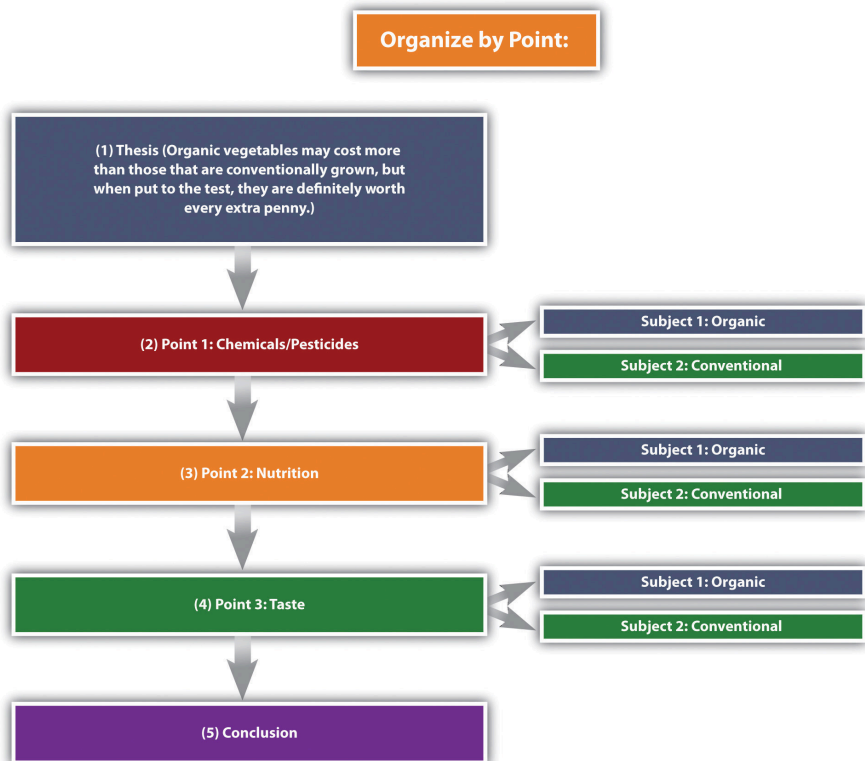 Organize by Point:
(1) Thesis (Organic vegetables may cost more
than those that are conventionally grown, but
when put to the test, they are definitely worth
every extra penny.)
(2) Point 1: Chemicals/Pesticides
Subject 1: Organic
Subject 2: Conventional
(3) Point 2: Nutrition
Subject 1: Organic
Subject 2: Conventional
(4) Point 3: Taste
Subject 1: Organic
Subject 2: Conventional
(5) Conclusion